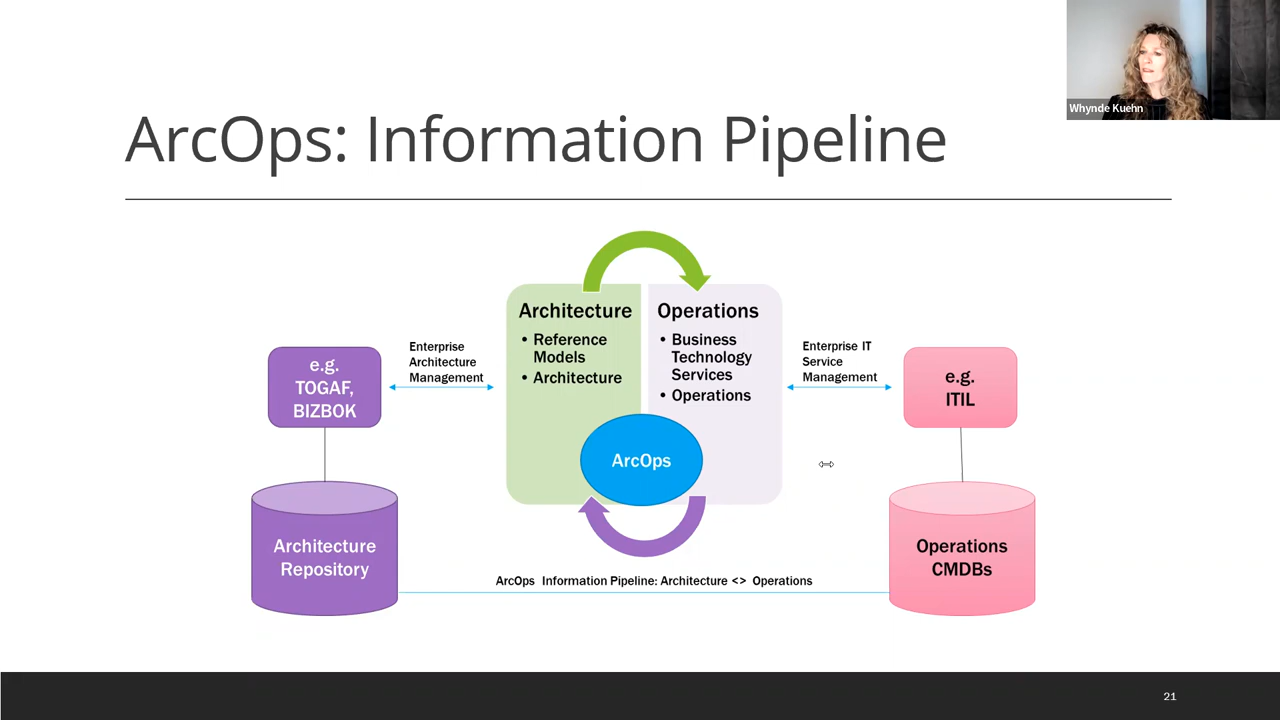 Whynde Kuehn
ArcOps: Information Pipeline
Architecture
• Reference
Models
• Architecture
Operations
• Business
Technology
Services
• Operations
ArcOps
Enterprise
Architecture
Management
e.g.
TOGAF,
BIZBOK
Enterprise IT
Service
Management
e.g.
ITIL
Architecture
Repository
Operations
CMDBs
ArcOps Information Pipeline: Architecture <> Operations
21